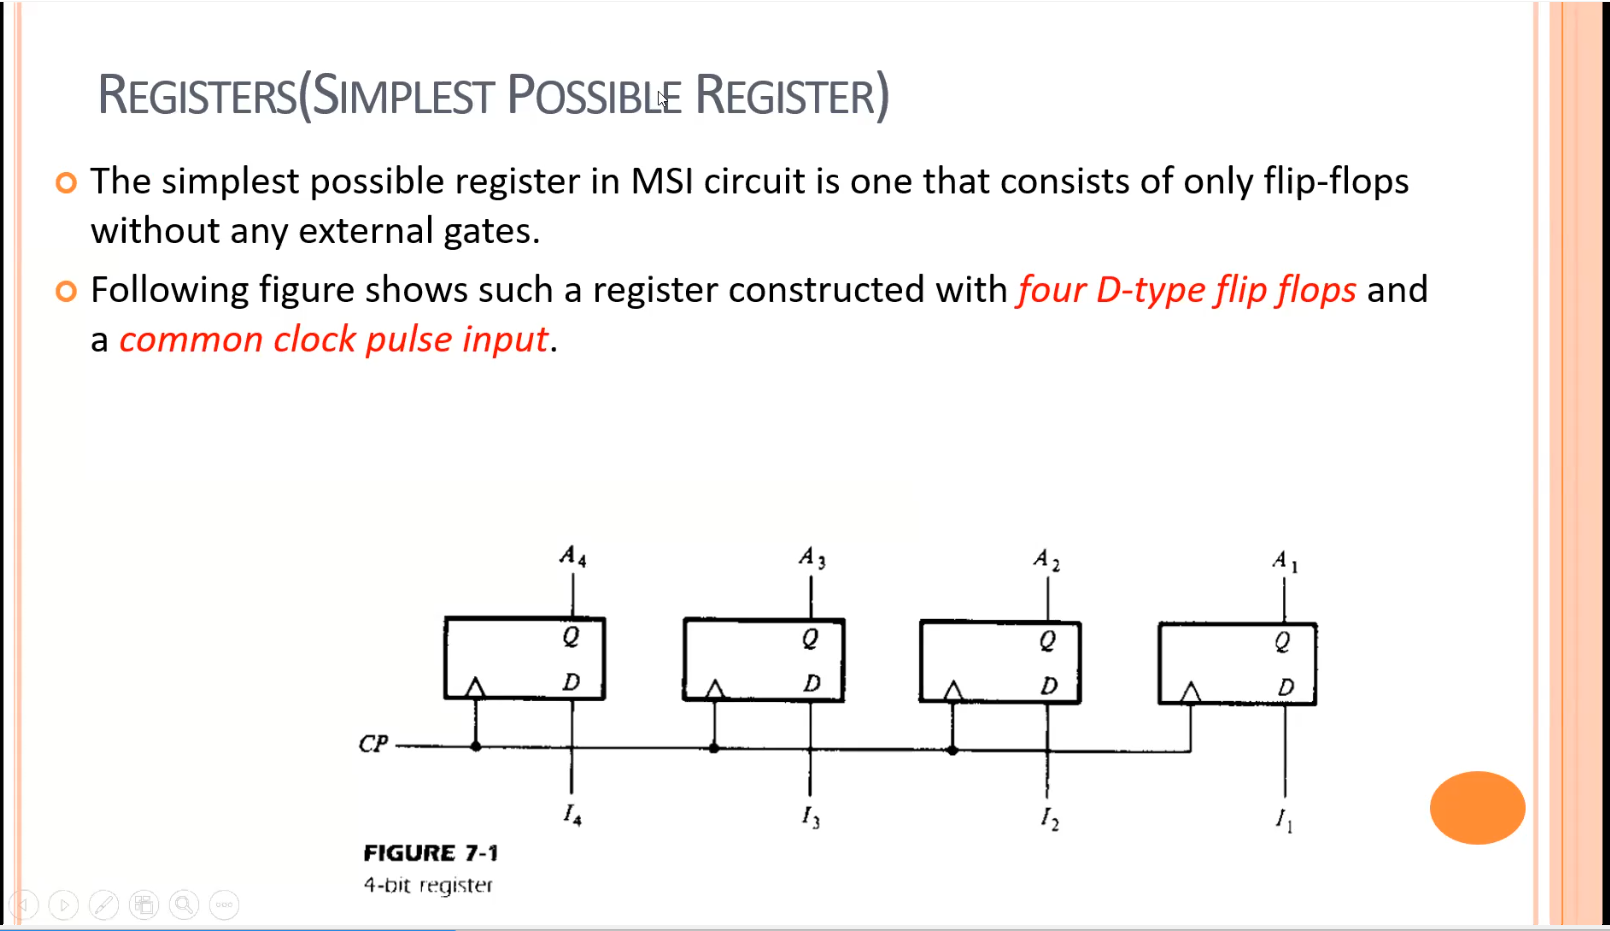 REGISTERS(SIMPLEST POSSIBLE REGISTER)
The simplest possible register in MSI circuit is one that consists of only flip-flops
without any external gates.
Following figure shows such a register constructed with four D-type flip flops and
a common clock pulse input.
A4 A3 A2 A1
Q Q Q Q
D D D D
CP
I4 I3 I2 I1
FIGURE 7-1
4-bit register